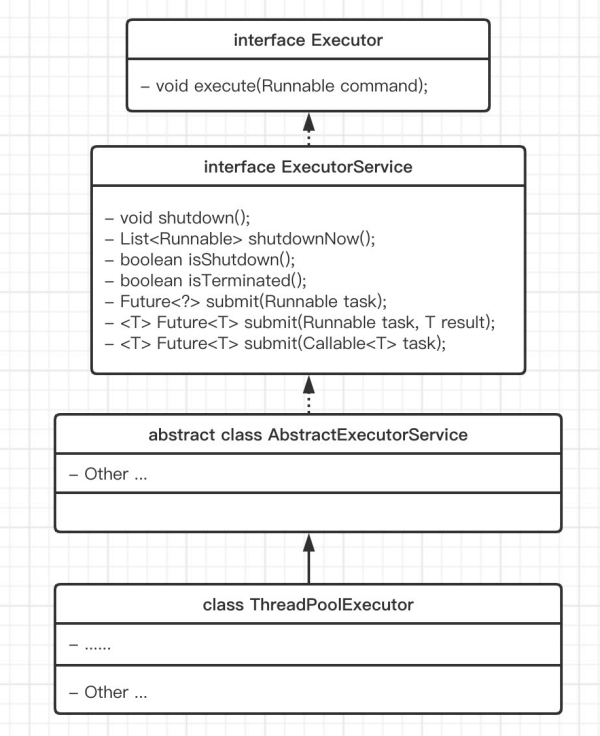 interface Executor
- void execute(Runnable command);
interface ExecutorService
- void shutdown();
- List<Runnable> shutdownNow();
- boolean isShutdown();
- boolean isTerminated();
- Future<?> submit(Runnable task);
- <T> Future<T> submit(Runnable task, T result);
- <T> Future<T> submit(Callable<T> task);
abstract class AbstractExecutorService
- Other ...
class ThreadPoolExecutor
- ......
- Other ...